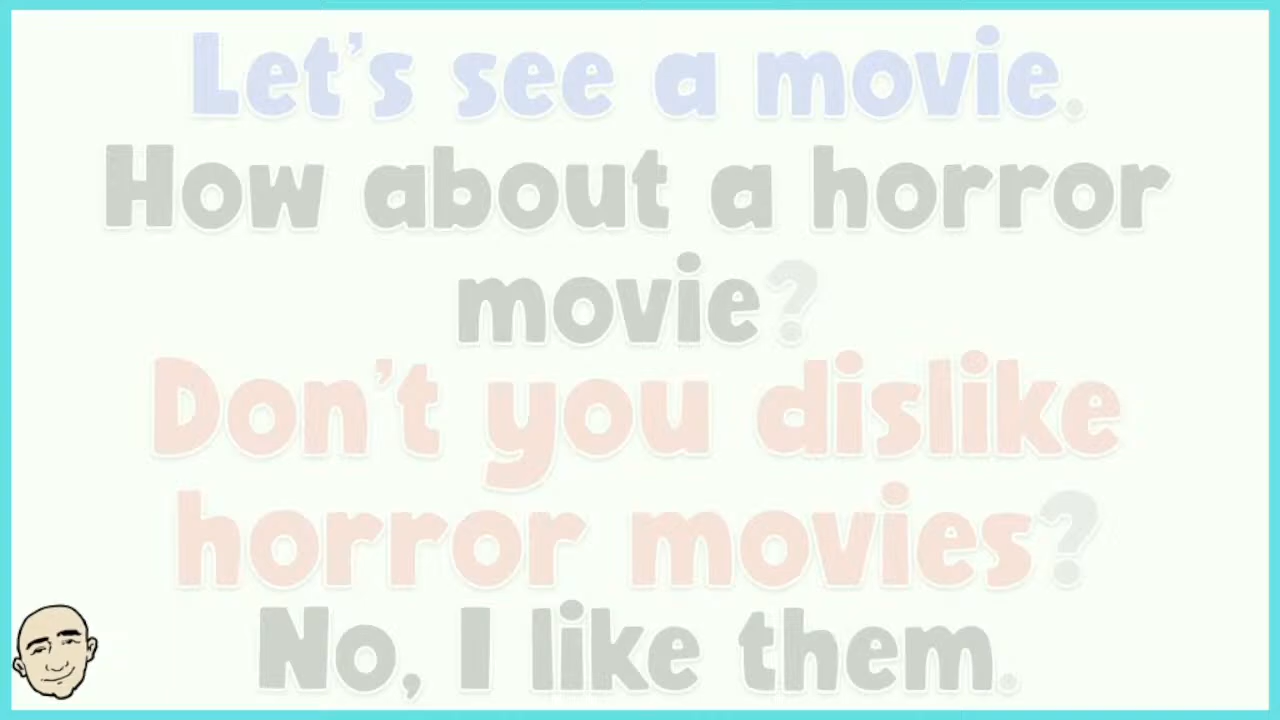 Let's see a movie.
How about a horror
movie?
Don't you dislike
horror movies?
No, I like them.